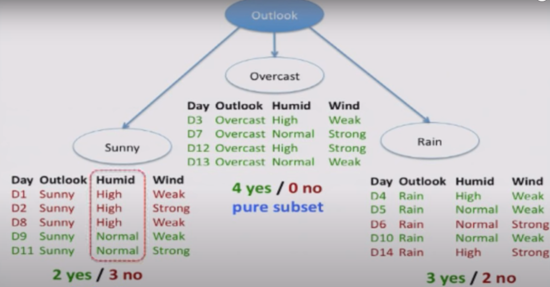 Outlook
Overcast
Day Outlook Humid Wind
D3 Overcast High Weak
D7 Overcast Normal Strong
D12 Overcast High Strong
D13 Overcast Normal Weak
4 yes / 0 no
pure subset
Sunny
Day Outlook Humid Wind
D1 Sunny High Weak
D2 Sunny High Strong
D8 Sunny High Weak
D9 Sunny Normal Weak
D11 Sunny Normal Strong
2 yes / 3 no
Rain
Day Outlook Humid Wind
D4 Rain High Weak
D5 Rain Normal Weak
D6 Rain Normal Strong
D10 Rain Normal Weak
D14 Rain High Strong
3 yes / 2 no